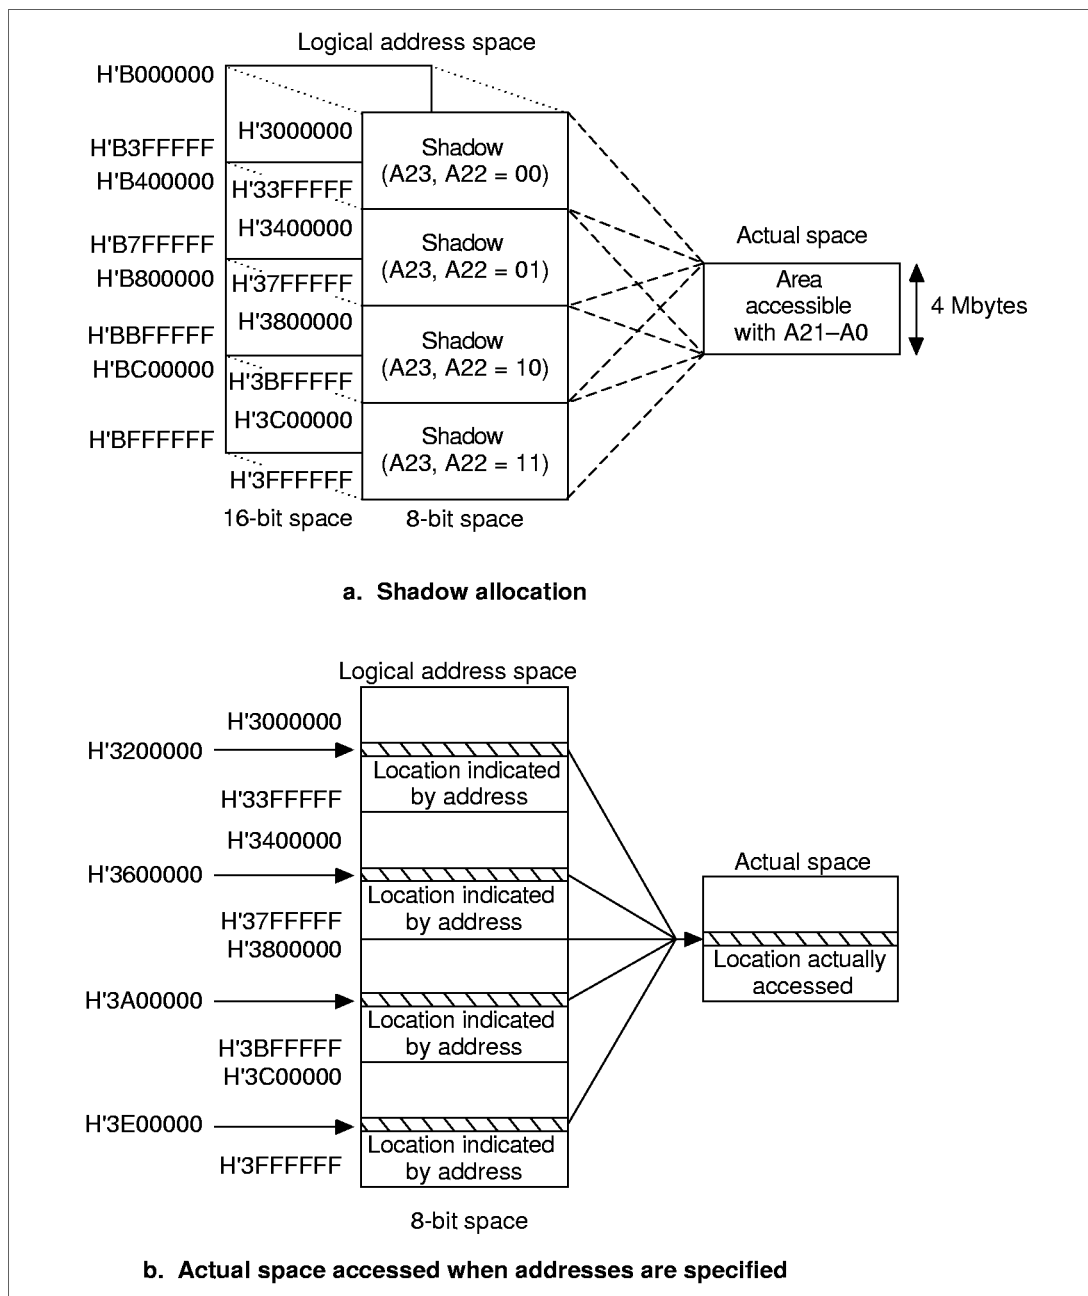 Logical address space
H'B000000
H'3000000
Shadow
(A23, A22 = 00)
H'B3FFFFF
H'B400000
H'33FFFFF
H'3400000
Shadow
(A23, A22 = 01)
H'B7FFFFF
H'B800000
H'37FFFFF
H'3800000
Shadow
(A23, A22 = 10)
H'BBFFFFF
H'BC00000
H'3BFFFFF
H'3C00000
Shadow
(A23, A22 = 11)
H'BFFFFFF
H'3FFFFFF
16-bit space
8-bit space
Actual space
Area
accessible
with A21–A0
4 Mbytes
a. Shadow allocation
Logical address space
H'3000000
H'3200000
Location indicated
by address
H'33FFFFF
H'3400000
H'3600000
Location indicated
by address
H'37FFFFF
H'3800000
H'3A00000
Location indicated
by address
H'3BFFFFF
H'3C00000
H'3E00000
Location indicated
by address
H'3FFFFFF
8-bit space
Actual space
Location actually
accessed
b. Actual space accessed when addresses are specified